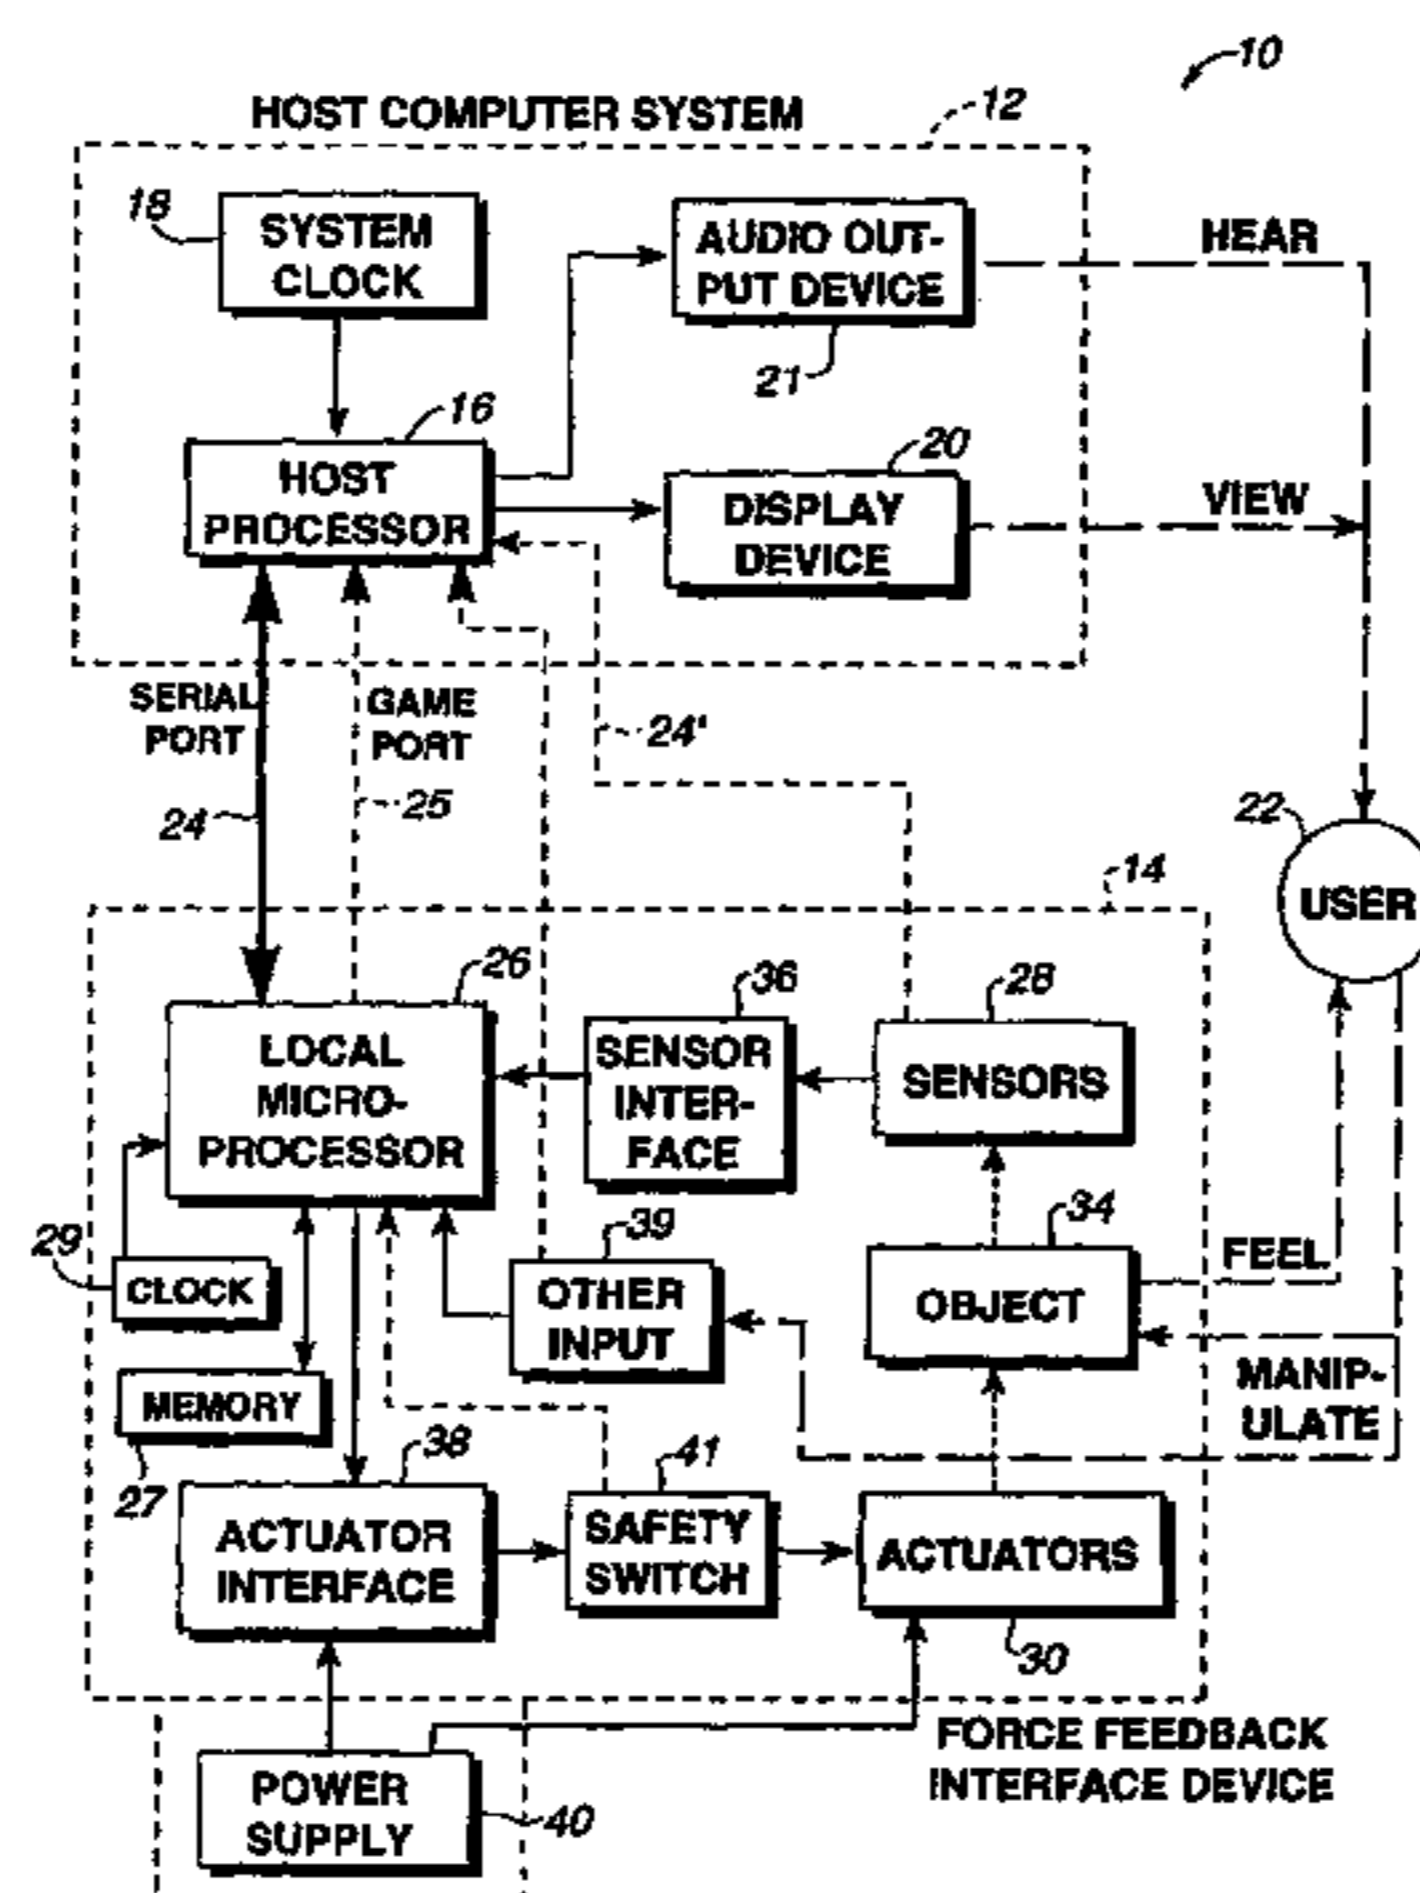 10
HOST COMPUTER SYSTEM
12
18
SYSTEM
CLOCK
AUDIO OUT-
PUT DEVICE
HEAR
21
16
HOST
PROCESSOR
20
DISPLAY
DEVICE
VIEW
SERIAL
PORT
GAME
PORT
24'
24
25
22
USER
14
26
LOCAL
MICRO-
PROCESSOR
36
SENSOR
INTER-
FACE
28
SENSORS
29
CLOCK
39
OTHER
INPUT
34
OBJECT
FEEL
MANIP-
ULATE
MEMORY
27
38
ACTUATOR
INTERFACE
41
SAFETY
SWITCH
ACTUATORS
30
FORCE FEEDBACK
INTERFACE DEVICE
POWER
SUPPLY
40